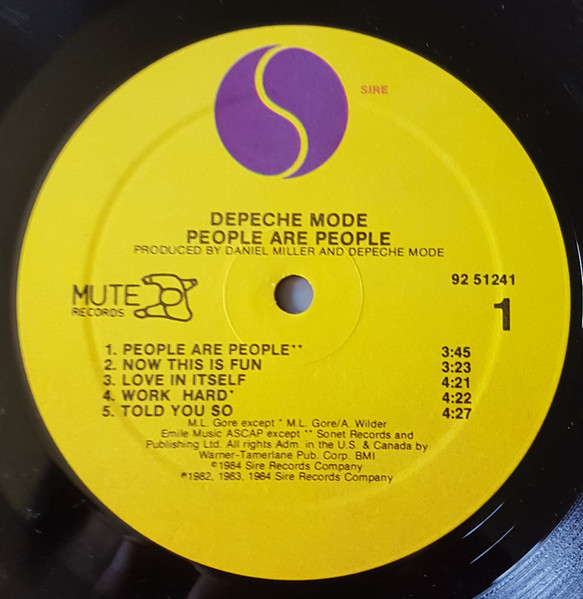 SIRE
DEPECHE MODE
PEOPLE ARE PEOPLE
PRODUCED BY DANIEL MILLER AND DEPECHE MODE
92 51241
MUTE
RECORDS
1
1. PEOPLE ARE PEOPLE** 3:45
2. NOW THIS IS FUN 3:23
3. LOVE IN ITSELF 4:21
4. WORK HARD* 4:22
5. TOLD YOU SO 4:27
M.L. Gore except * M.L. Gore/A. Wilder
Emile Music ASCAP except ** Sonet Records and
Publishing Ltd. All rights Adm. in the U.S. & Canada by
Warner-Tamerlane Pub. Corp. BMI
©1984 Sire Records Company
℗1982, 1983, 1984 Sire Records Company